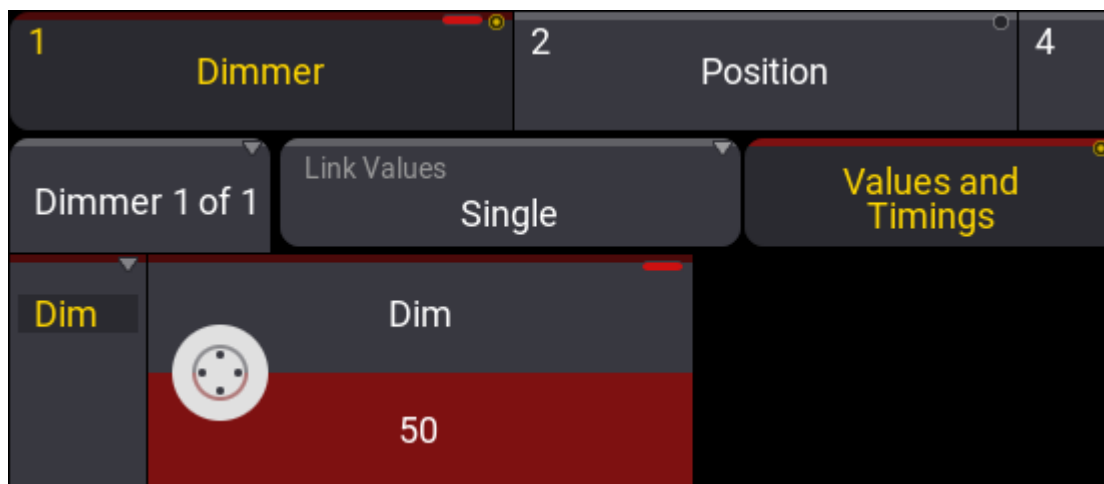 1
Dimmer
2
Position
4
Dimmer 1 of 1
Link Values
Single
Values and
Timings
Dim
Dim
50